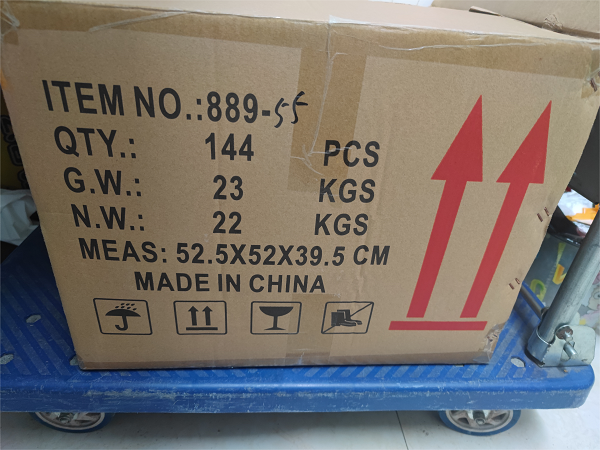 ITEM NO.:889-55
QTY.: 144 PCS
G.W.: 23 KGS
N.W.: 22 KGS
MEAS: 52.5X52X39.5 CM
MADE IN CHINA